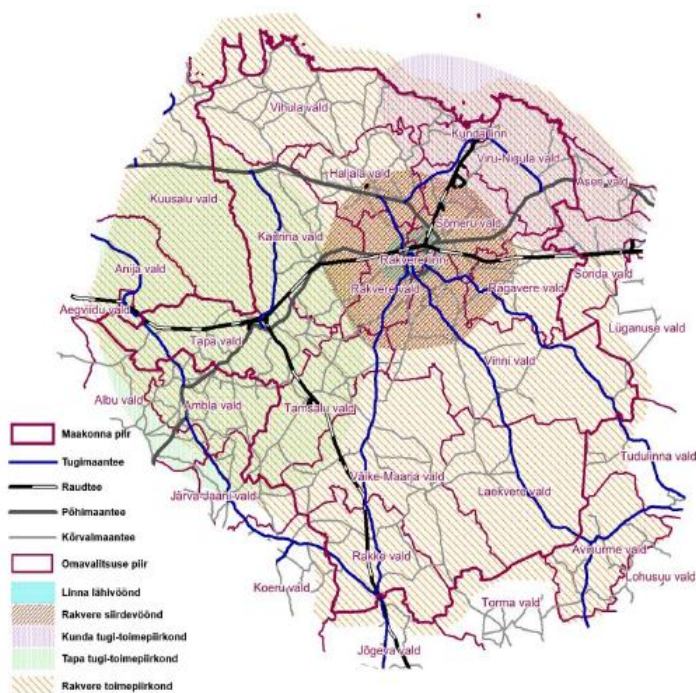 Vihula vald
Kunda linn
Viru-Nigula vald
Haljala vald
Aseri vald
Kuusalu vald
Kadrina vald
Sõmeru vald
Rakvere linn
Anija vald
Sonda vald
Rakvere vald
Rägavere vald
Aegviidu vald
Lüganuse vald
Tapa vald
Vinni vald
Albu vald
Ambla vald
Tamsalu vald
Maakonna piir
Tudulinna vald
Tugimaantee
Väike-Maarja vald
Laekvere vald
Raudtee
Järva-Jaani vald
Põhimaantee
Kõrvalmaantee
Avinurme vald
Rakke vald
Omavalitsuse piir
Lohusuu vald
Koeru vald
Linna lähivöönd
Torma vald
Rakvere siirdevöönd
Kunda tugi-toimepiirkond
Jõgeva vald
Tapa tugi-toimepiirkond
Rakvere toimepiirkond